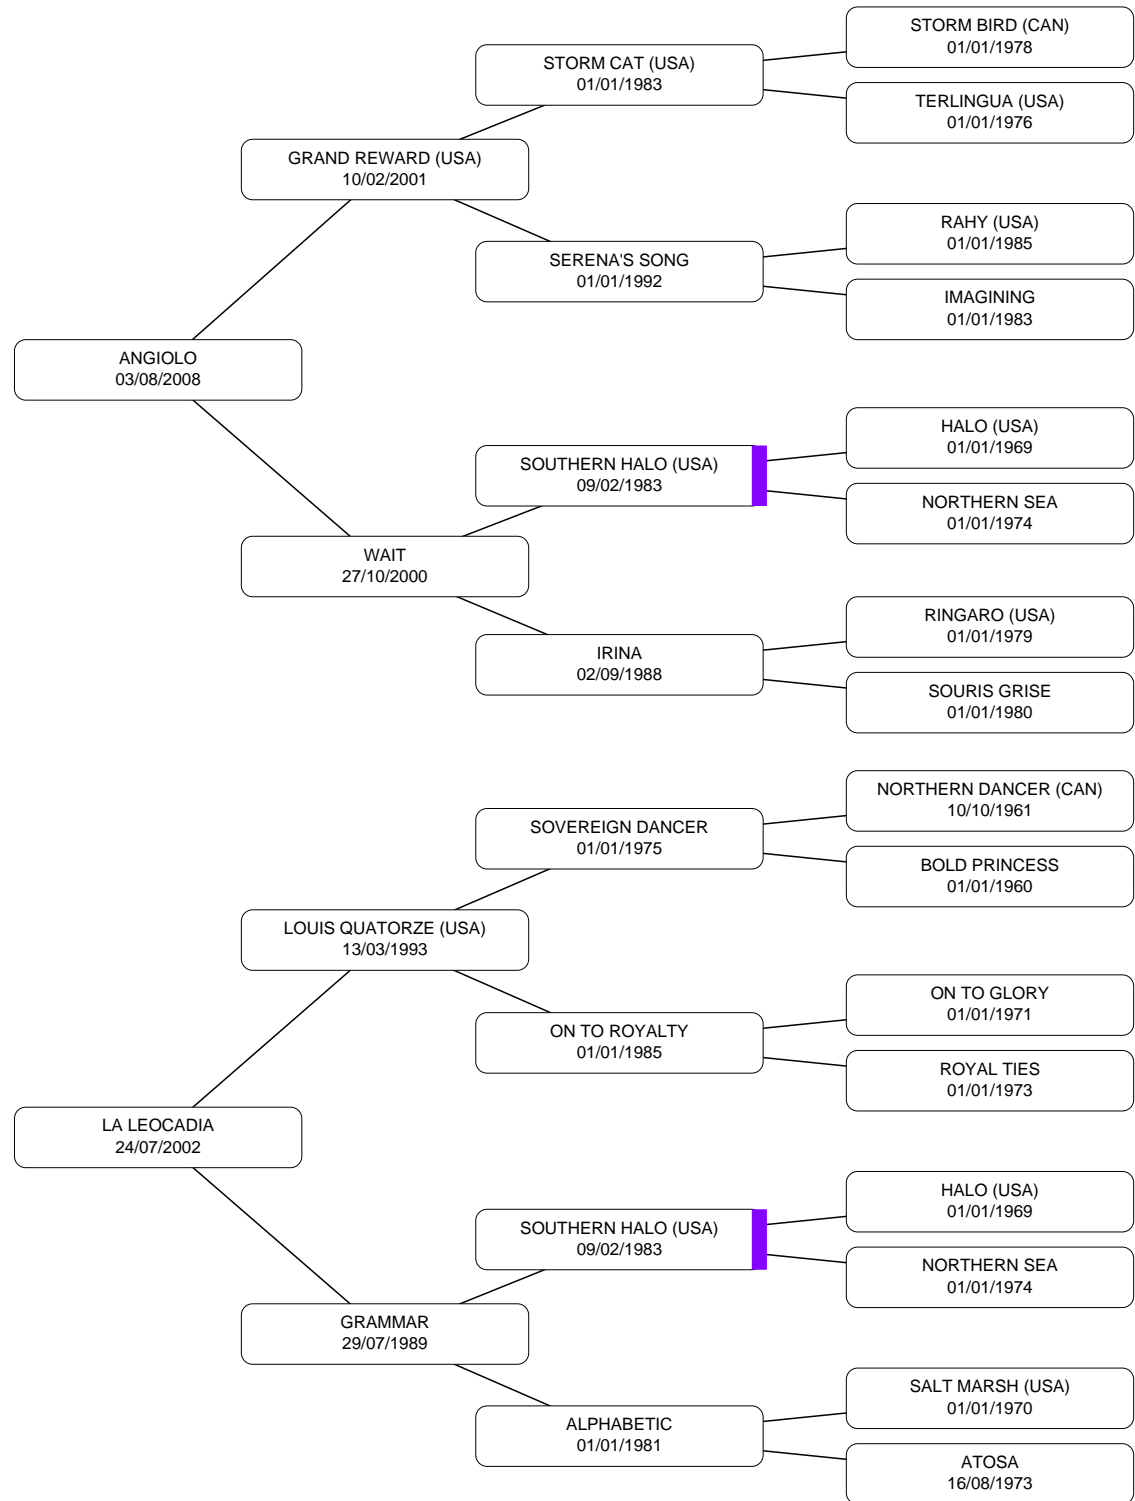 STORM BIRD (CAN)
01/01/1978
STORM CAT (USA)
01/01/1983
TERLINGUA (USA)
01/01/1976
GRAND REWARD (USA)
10/02/2001
RAHY (USA)
01/01/1985
SERENA'S SONG
01/01/1992
IMAGINING
01/01/1983
ANGIOLO
03/08/2008
HALO (USA)
01/01/1969
SOUTHERN HALO (USA)
09/02/1983
NORTHERN SEA
01/01/1974
WAIT
27/10/2000
RINGARO (USA)
01/01/1979
IRINA
02/09/1988
SOURIS GRISE
01/01/1980
NORTHERN DANCER (CAN)
10/10/1961
SOVEREIGN DANCER
01/01/1975
BOLD PRINCESS
01/01/1960
LOUIS QUATORZE (USA)
13/03/1993
ON TO GLORY
01/01/1971
ON TO ROYALTY
01/01/1985
ROYAL TIES
01/01/1973
LA LEOCADIA
24/07/2002
HALO (USA)
01/01/1969
SOUTHERN HALO (USA)
09/02/1983
NORTHERN SEA
01/01/1974
GRAMMAR
29/07/1989
SALT MARSH (USA)
01/01/1970
ALPHABETIC
01/01/1981
ATOSA
16/08/1973